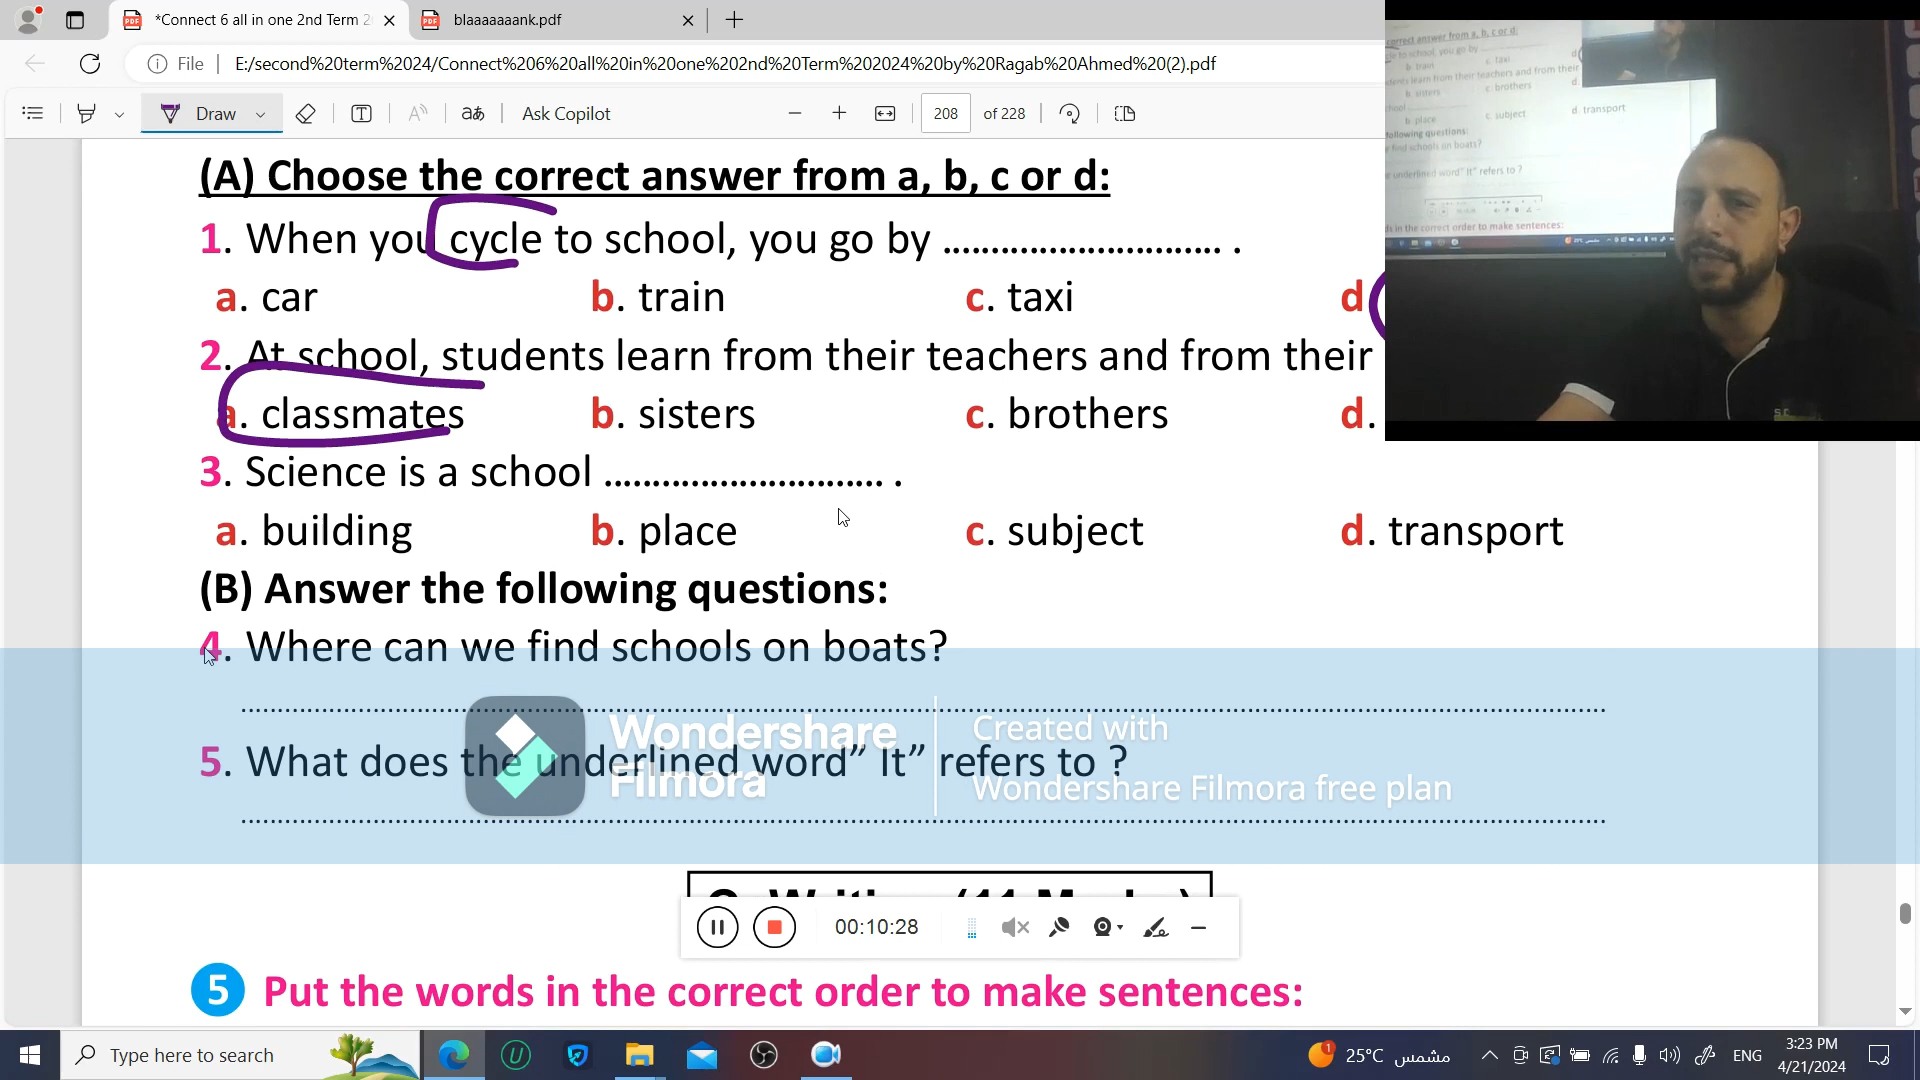 *Connect 6 all in one 2nd Term 2
blaaaaaaank.pdf
File
E:/second%20term%2024/Connect%206%20all%20in%20one%202nd%20Term%202024%20by%20Ragab%20Ahmed%20(2).pdf
Draw
Ask Copilot
208 of 228
(A) Choose the correct answer from a, b, c or d:
1. When you cycle to school, you go by ............................ .
a. car b. train c. taxi d
2. At school, students learn from their teachers and from their
a. classmates b. sisters c. brothers d.
3. Science is a school ............................ .
a. building b. place c. subject d. transport
(B) Answer the following questions:
4. Where can we find schools on boats?
5. What does the underlined word” It” refers to ?
Wondershare Filmora
Created with
Wondershare Filmora free plan
00:10:28
5 Put the words in the correct order to make sentences:
Type here to search
25°C مشمس
ENG
3:23 PM
4/21/2024